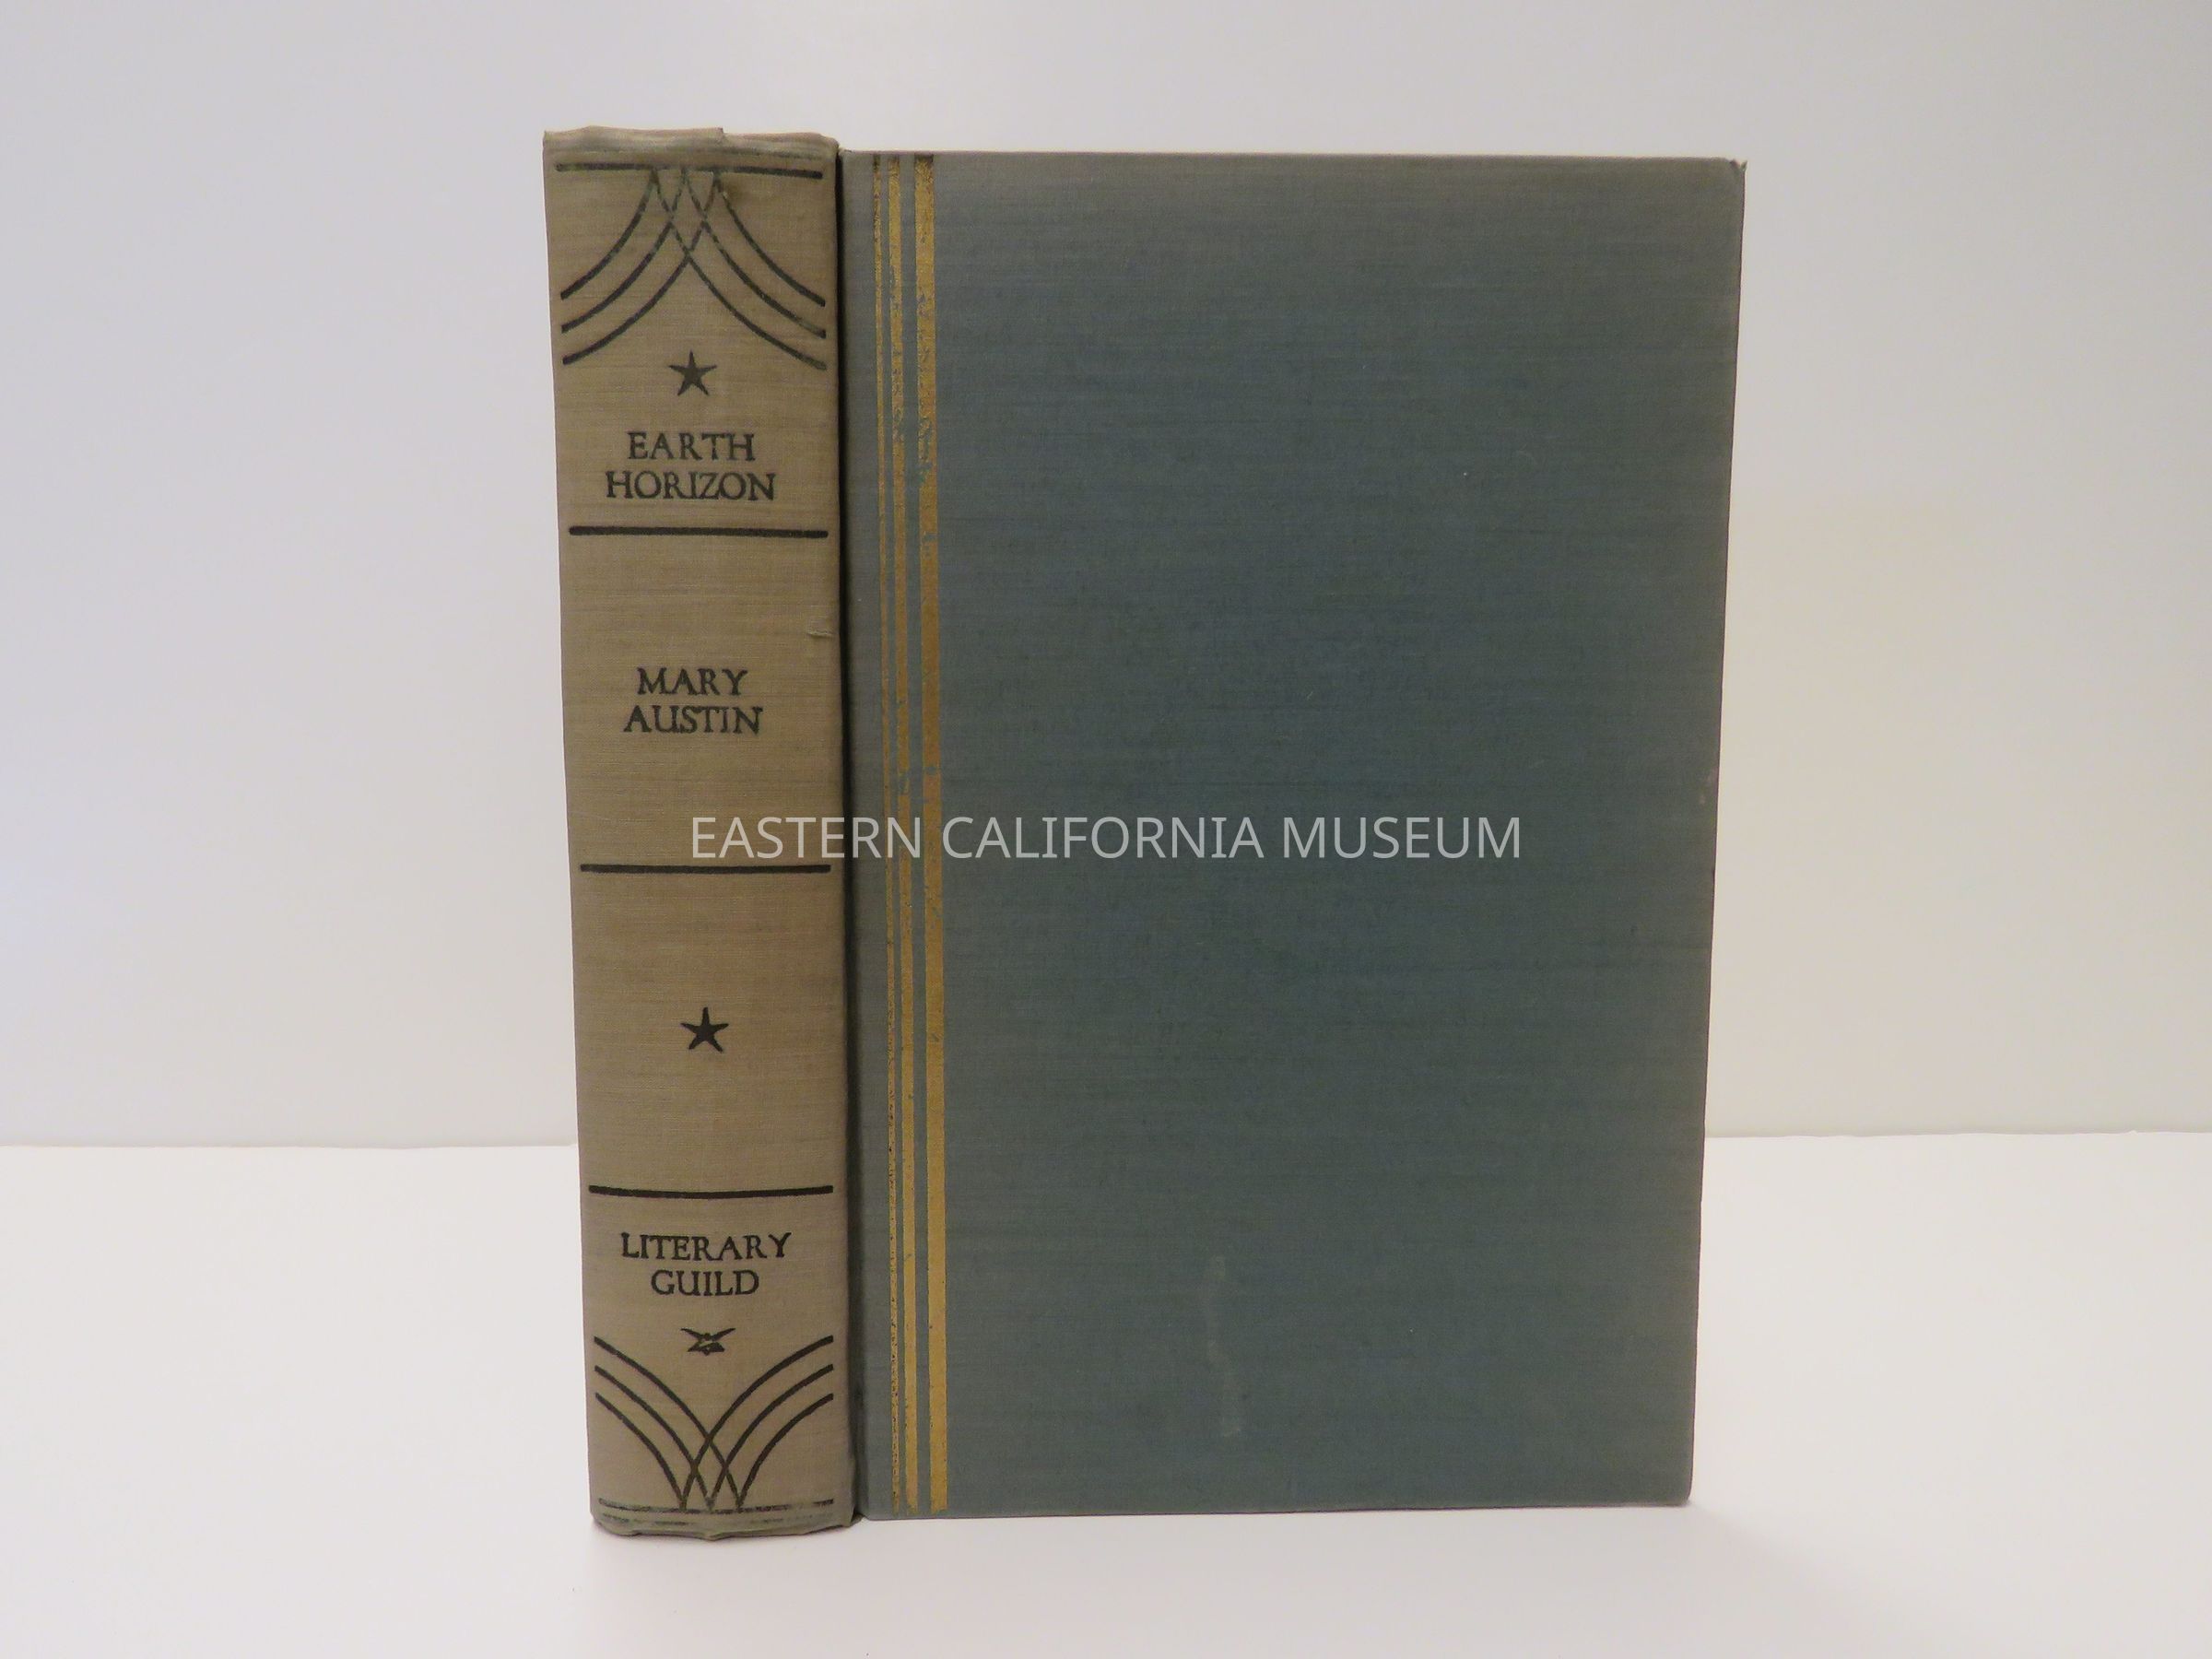 EARTH
HORIZON
MARY
AUSTIN
EASTERN CALIFORNIA MUSEUM
LITERARY
GUILD